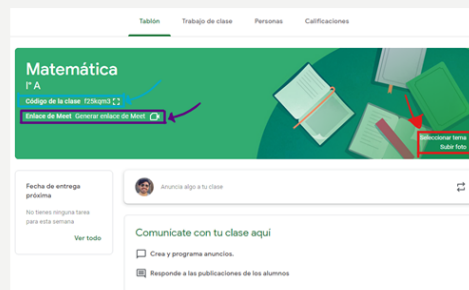 Tablón
Trabajo de clase
Personas
Calificaciones
Matemática
I° A
Código de la clase f25kqm3
Enlace de Meet Generar enlace de Meet
Seleccionar tema
Subir foto
Fecha de entrega
próxima
No tienes ninguna tarea
para esta semana
Ver todo
Anuncia algo a tu clase
Comunícate con tu clase aquí
Crea y programa anuncios.
Responde a las publicaciones de los alumnos